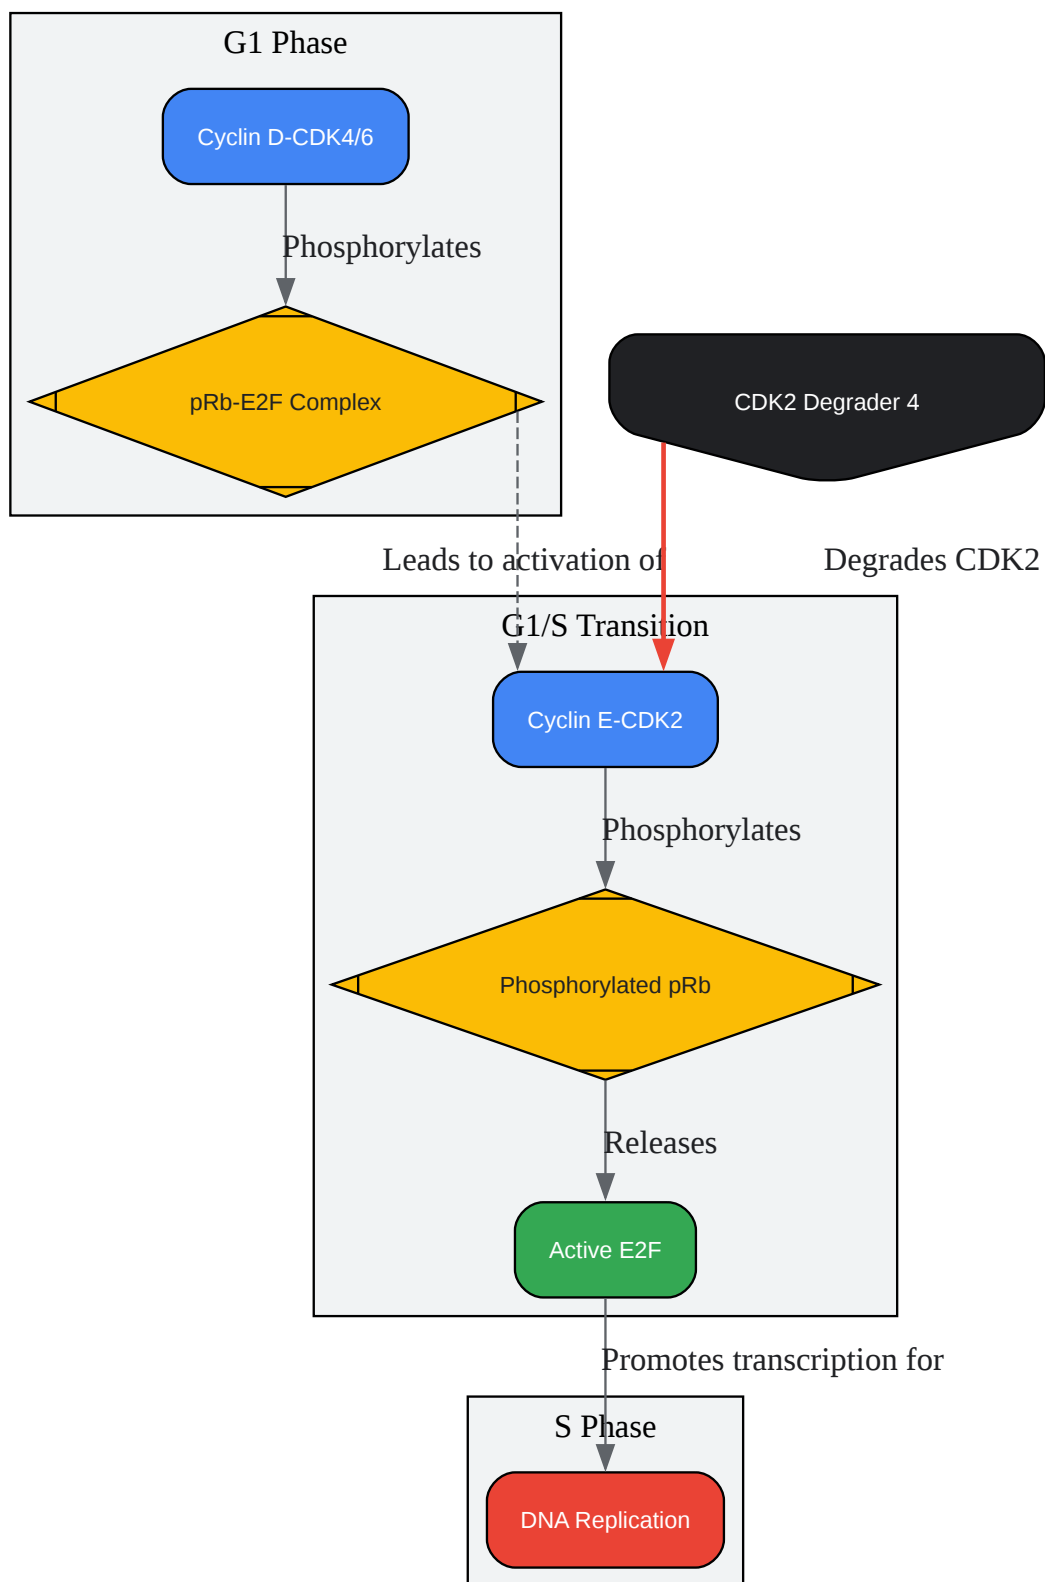 G1 Phase
Cyclin D-CDK4/6
Phosphorylates
pRb-E2F Complex
CDK2 Degrader 4
Leads to activation of
Degrades CDK2
G1/S Transition
Cyclin E-CDK2
Phosphorylates
Phosphorylated pRb
Releases
Active E2F
Promotes transcription for
S Phase
DNA Replication